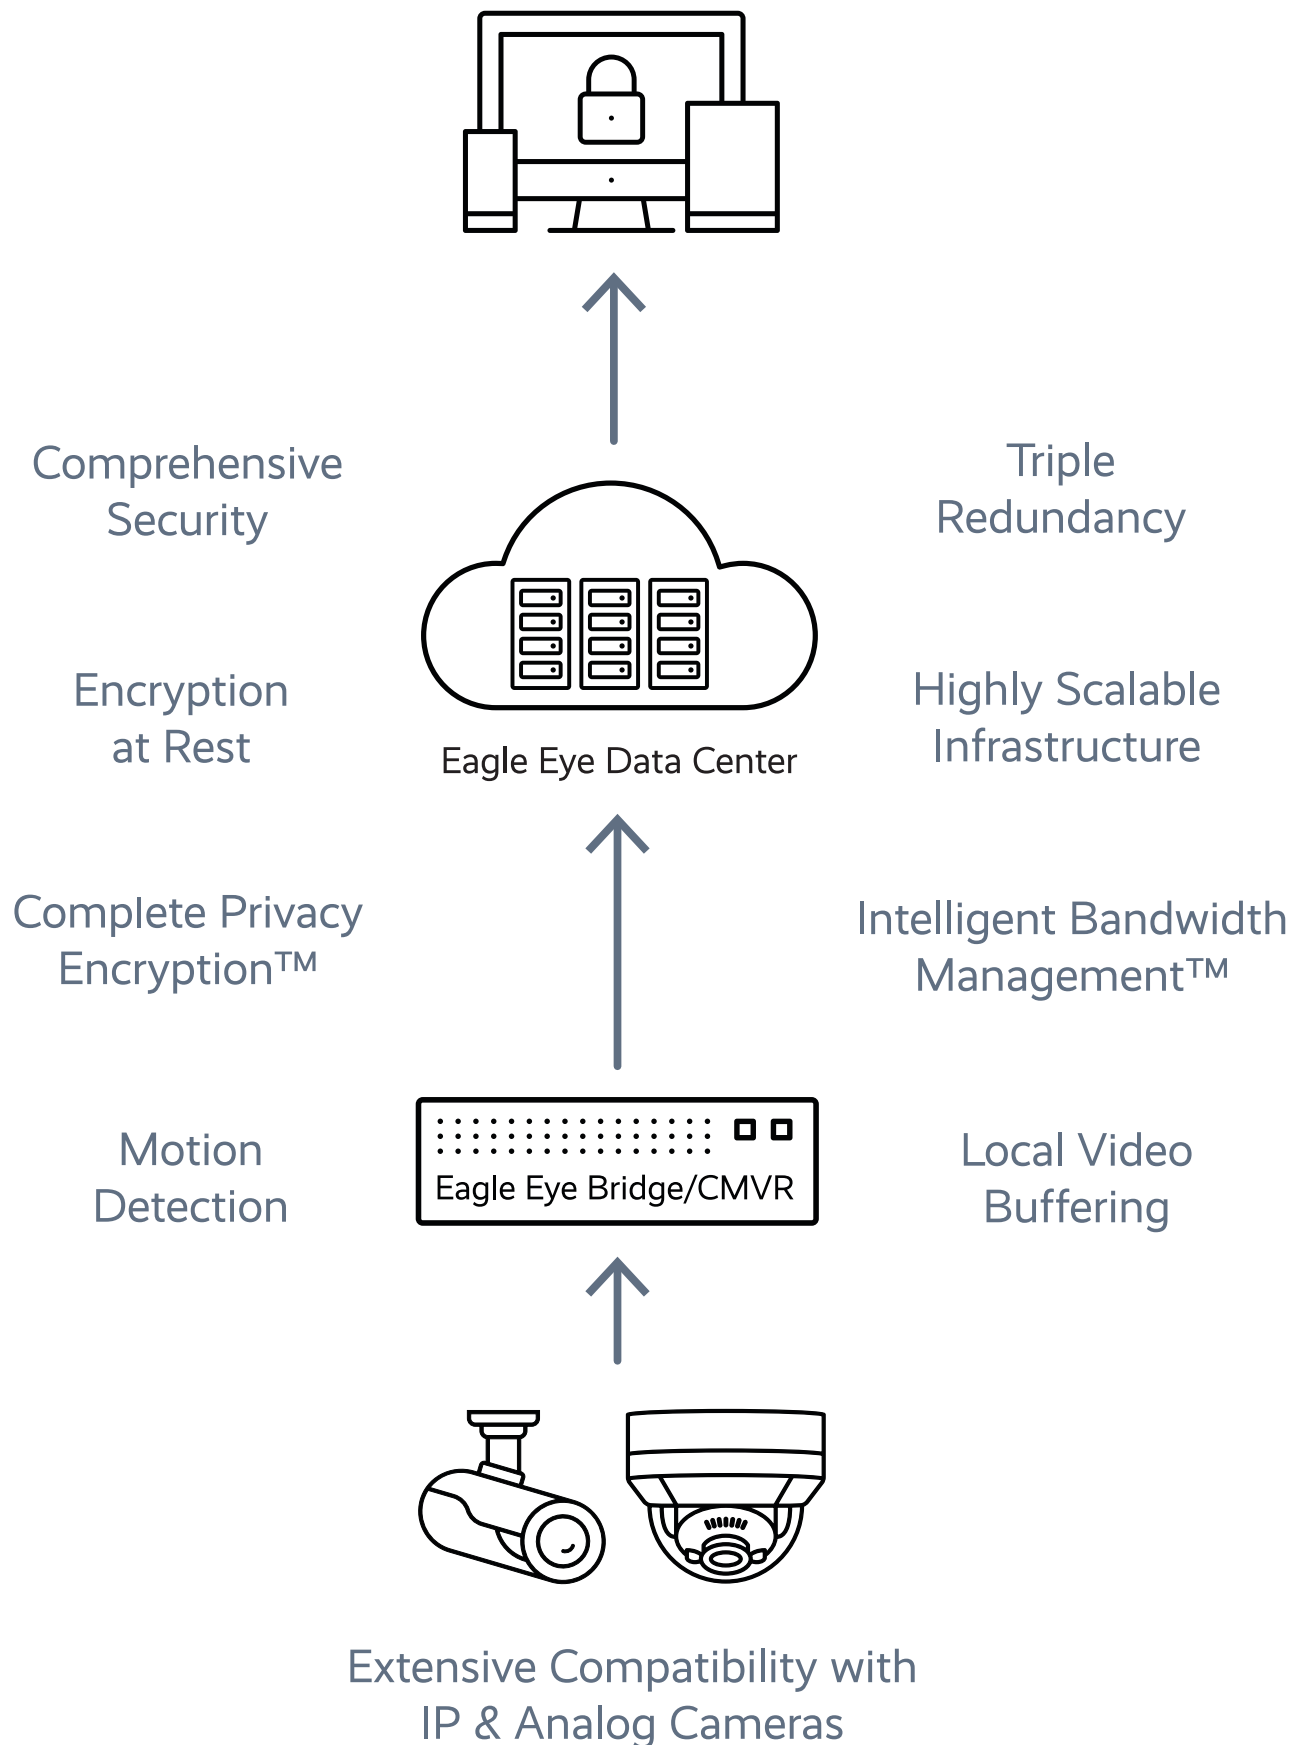 Comprehensive
Security
Triple
Redundancy
Encryption
at Rest
Highly Scalable
Infrastructure
Eagle Eye Data Center
Complete Privacy
Encryption™
Intelligent Bandwidth
Management™
Motion
Detection
Eagle Eye Bridge/CMVR
Local Video
Buffering
Extensive Compatibility with
IP & Analog Cameras